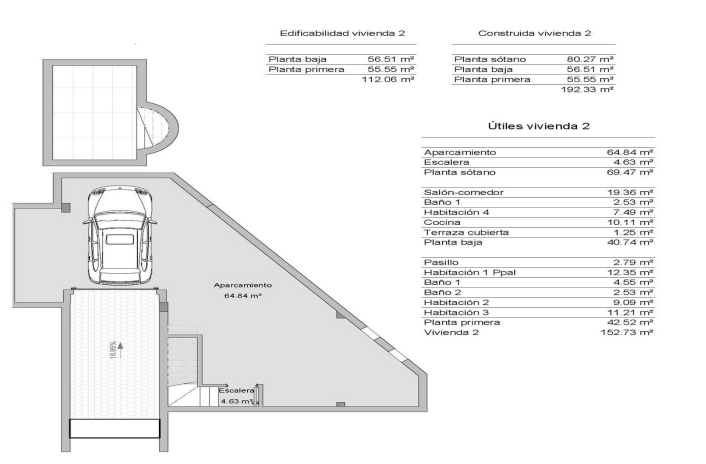 Edificabilidad vivienda 2
Planta baja 56.51 m²
Planta primera 55.55 m²
112.06 m²
Construida vivienda 2
Planta sótano 80.27 m²
Planta baja 56.51 m²
Planta primera 55.55 m²
192.33 m²
Útiles vivienda 2
Aparcamiento 64.84 m²
Escalera 4.63 m²
Planta sótano 69.47 m²
Salón-comedor 19.36 m²
Baño 1 2.53 m²
Habitación 4 7.49 m²
Cocina 10.11 m²
Terraza cubierta 1.25 m²
Planta baja 40.74 m²
Pasillo 2.79 m²
Habitación 1 Ppal 12.35 m²
Baño 1 4.55 m²
Baño 2 2.53 m²
Habitación 2 9.09 m²
Habitación 3 11.21 m²
Planta primera 42.52 m²
Vivienda 2 152.73 m²
Aparcamiento
64.84 m²
Escalera
4.63 m²